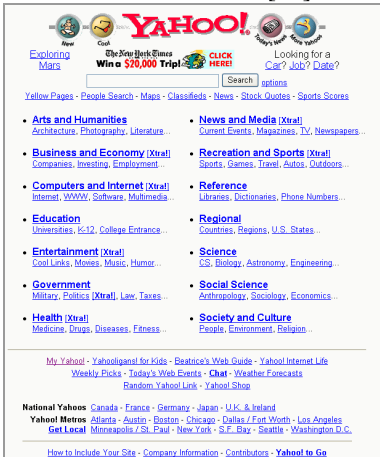 YAHOO!
New
Cool
Today's News
More Yahoos
Exploring Mars
The New York Times
Win a $20,000 Trip!
CLICK HERE!
Looking for a
Car? Job? Date?
Search options
Yellow Pages - People Search - Maps - Classifieds - News - Stock Quotes - Sports Scores
Arts and Humanities
Architecture, Photography, Literature...
News and Media [Xtra!]
Current Events, Magazines, TV, Newspapers...
Business and Economy [Xtra!]
Companies, Investing, Employment...
Recreation and Sports [Xtra!]
Sports, Games, Travel, Autos, Outdoors...
Computers and Internet [Xtra!]
Internet, WWW, Software, Multimedia...
Reference
Libraries, Dictionaries, Phone Numbers...
Education
Universities, K-12, College Entrance...
Regional
Countries, Regions, U.S. States...
Entertainment [Xtra!]
Cool Links, Movies, Music, Humor...
Science
CS, Biology, Astronomy, Engineering...
Government
Military, Politics [Xtra!], Law, Taxes...
Social Science
Anthropology, Sociology, Economics...
Health [Xtra!]
Medicine, Drugs, Diseases, Fitness...
Society and Culture
People, Environment, Religion...
My Yahoo! - Yahooligans! for Kids - Beatrice's Web Guide - Yahoo! Internet Life
Weekly Picks - Today's Web Events - Chat - Weather Forecasts
Random Yahoo! Link - Yahoo! Shop
National Yahoos Canada - France - Germany - Japan - U.K. & Ireland
Yahoo! Metros Atlanta - Austin - Boston - Chicago - Dallas / Fort Worth - Los Angeles
Get Local Minneapolis / St. Paul - New York - S.F. Bay - Seattle - Washington D.C.
How to Include Your Site - Company Information - Contributors - Yahoo! to Go